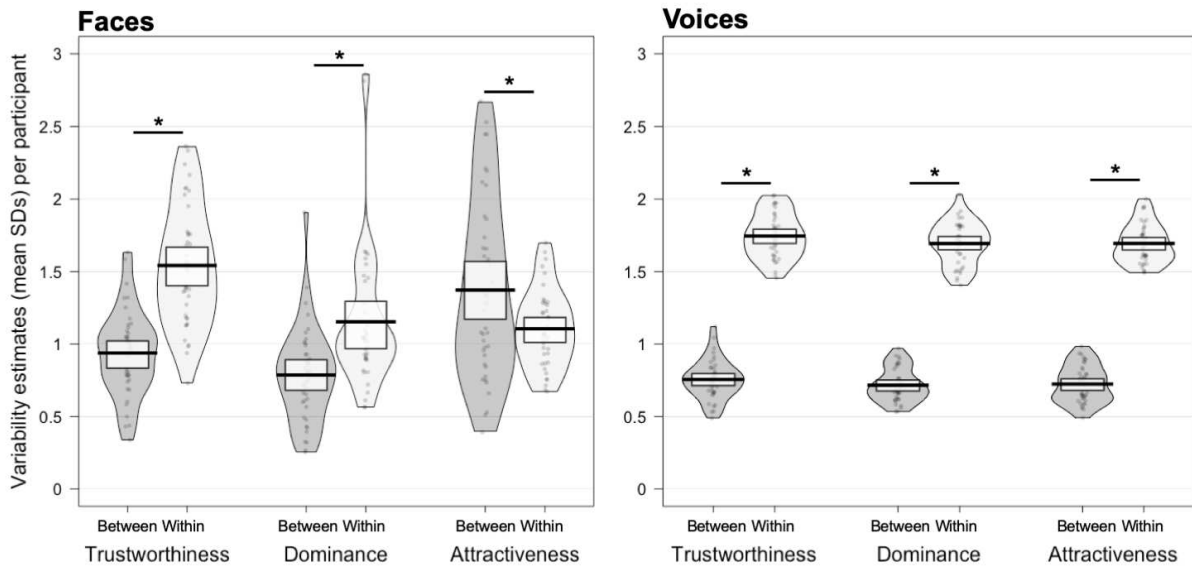 Faces
Voices
Variability estimates (mean SDs) per participant
3
2.5
2
1.5
1
0.5
0
*
*
*
Between Within
Between Within
Between Within
Trustworthiness
Dominance
Attractiveness
3
2.5
2
1.5
1
0.5
0
*
*
*
Between Within
Between Within
Between Within
Trustworthiness
Dominance
Attractiveness